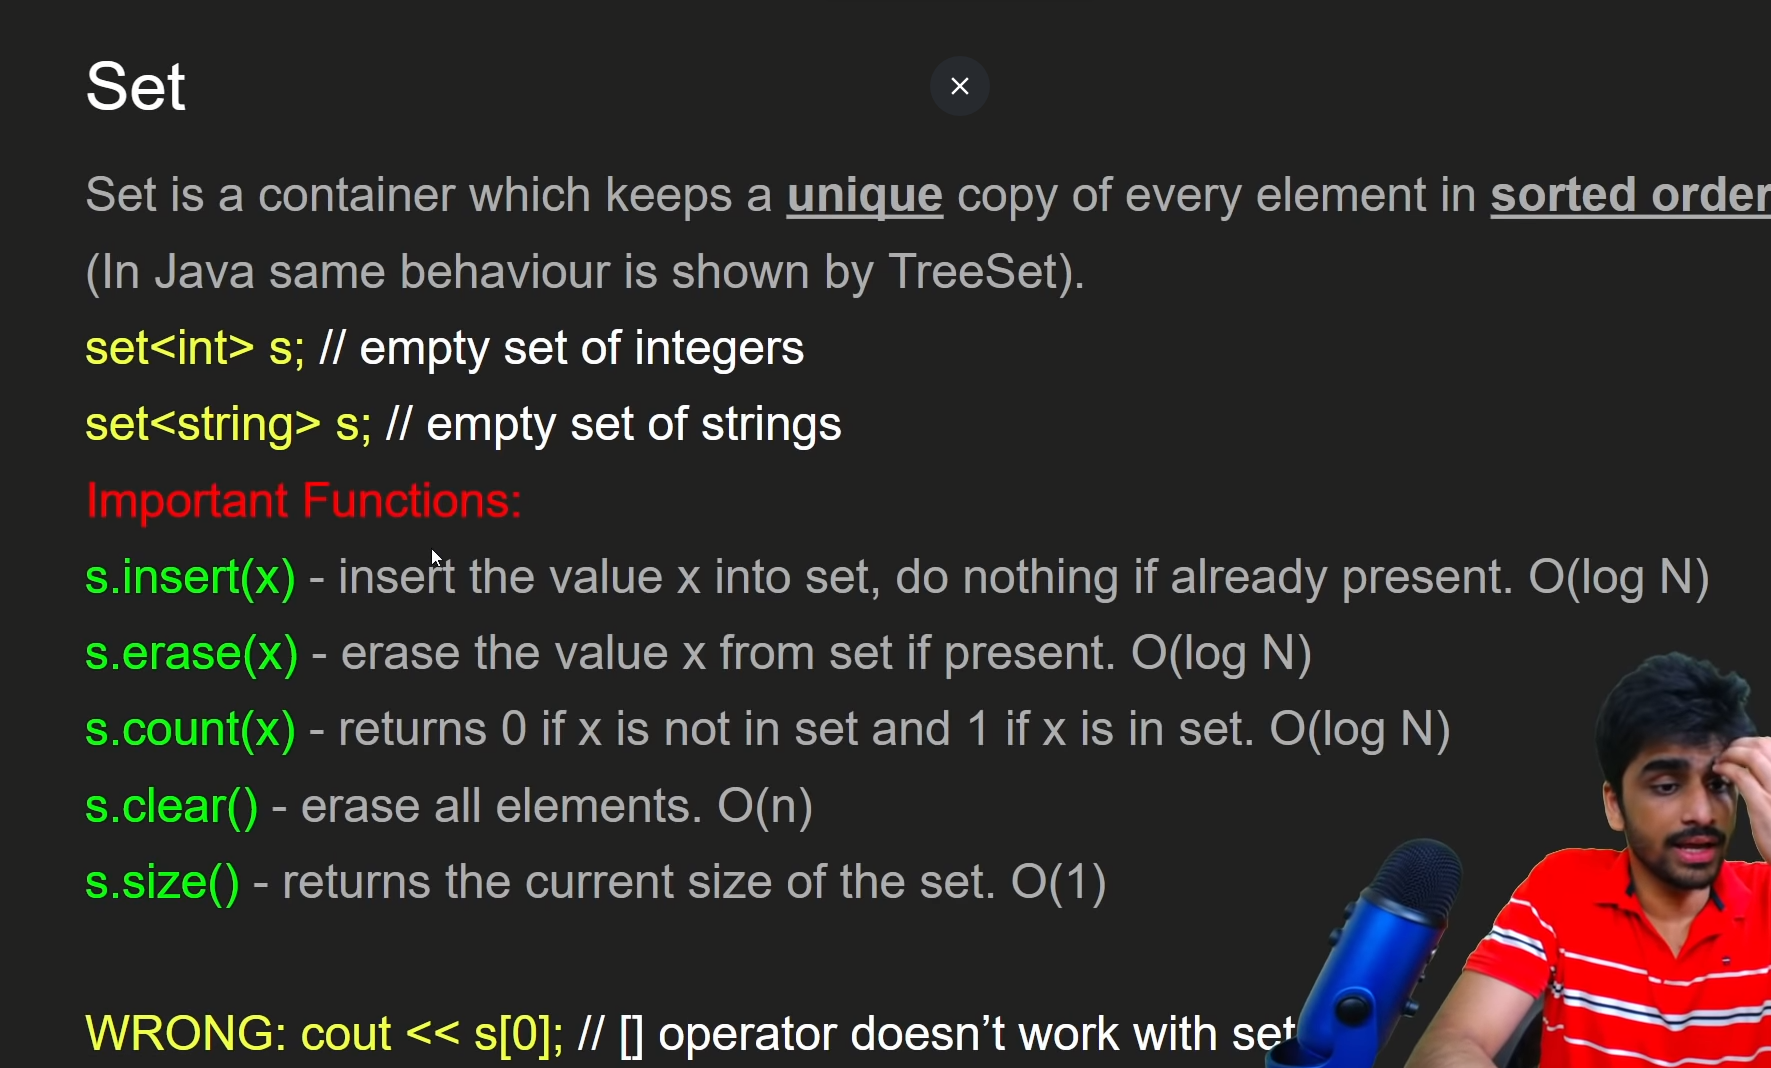 Set
Set is a container which keeps a unique copy of every element in sorted order
(In Java same behaviour is shown by TreeSet).
set<int> s; // empty set of integers
set<string> s; // empty set of strings
Important Functions:
s.insert(x) - insert the value x into set, do nothing if already present. O(log N)
s.erase(x) - erase the value x from set if present. O(log N)
s.count(x) - returns 0 if x is not in set and 1 if x is in set. O(log N)
s.clear() - erase all elements. O(n)
s.size() - returns the current size of the set. O(1)
WRONG: cout << s[0]; // [] operator doesn’t work with set